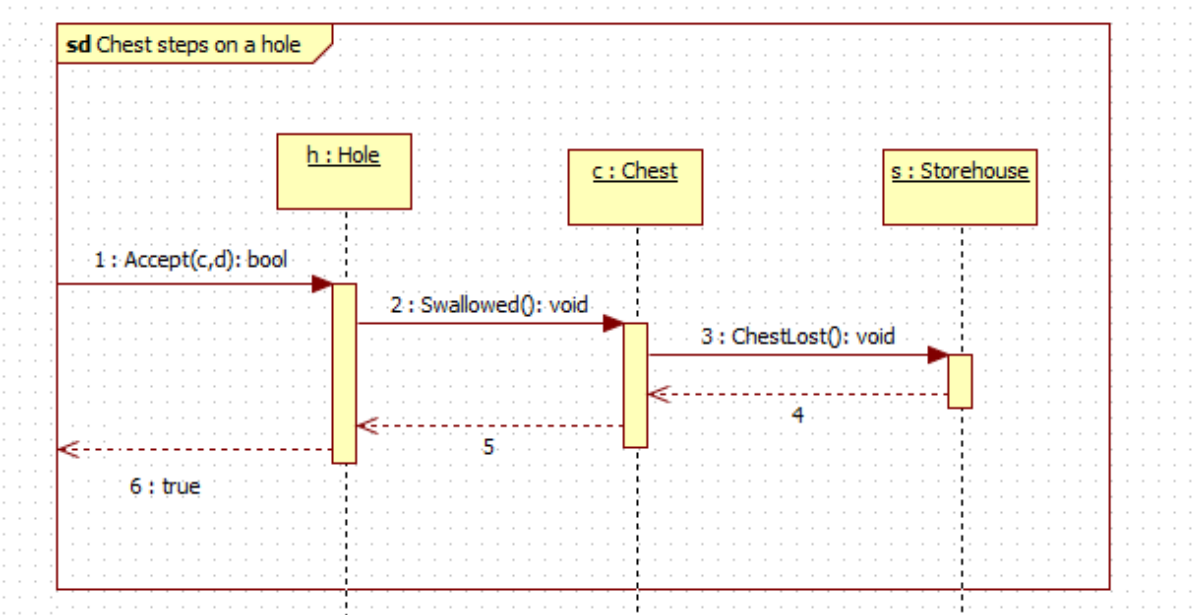 sd Chest steps on a hole
h : Hole
c : Chest
s : Storehouse
1 : Accept(c,d): bool
2 : Swallowed(): void
3 : ChestLost(): void
4
5
6 : true